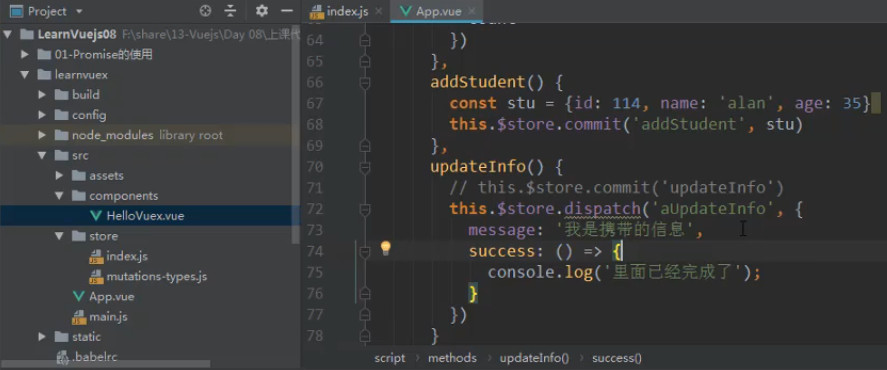 Project
LearnVuejs08 F:\share\13-Vuejs\Day 08\上课代
01-Promise的使用
learnvuex
build
config
node_modules library root
src
assets
components
HelloVuex.vue
store
index.js
mutations-types.js
App.vue
main.js
static
.babelrc
index.js App.vue
64 })
65 },
66 addStudent() {
67 const stu = {id: 114, name: 'alan', age: 35}
68 this.$store.commit('addStudent', stu)
69 },
70 updateInfo() {
71 // this.$store.commit('updateInfo')
72 this.$store.dispatch('aUpdateInfo', {
73 message: '我是携带的信息',
74 success: () => {
75 console.log('里面已经完成了');
76 }
77 })
78 }
script methods updateInfo() success()